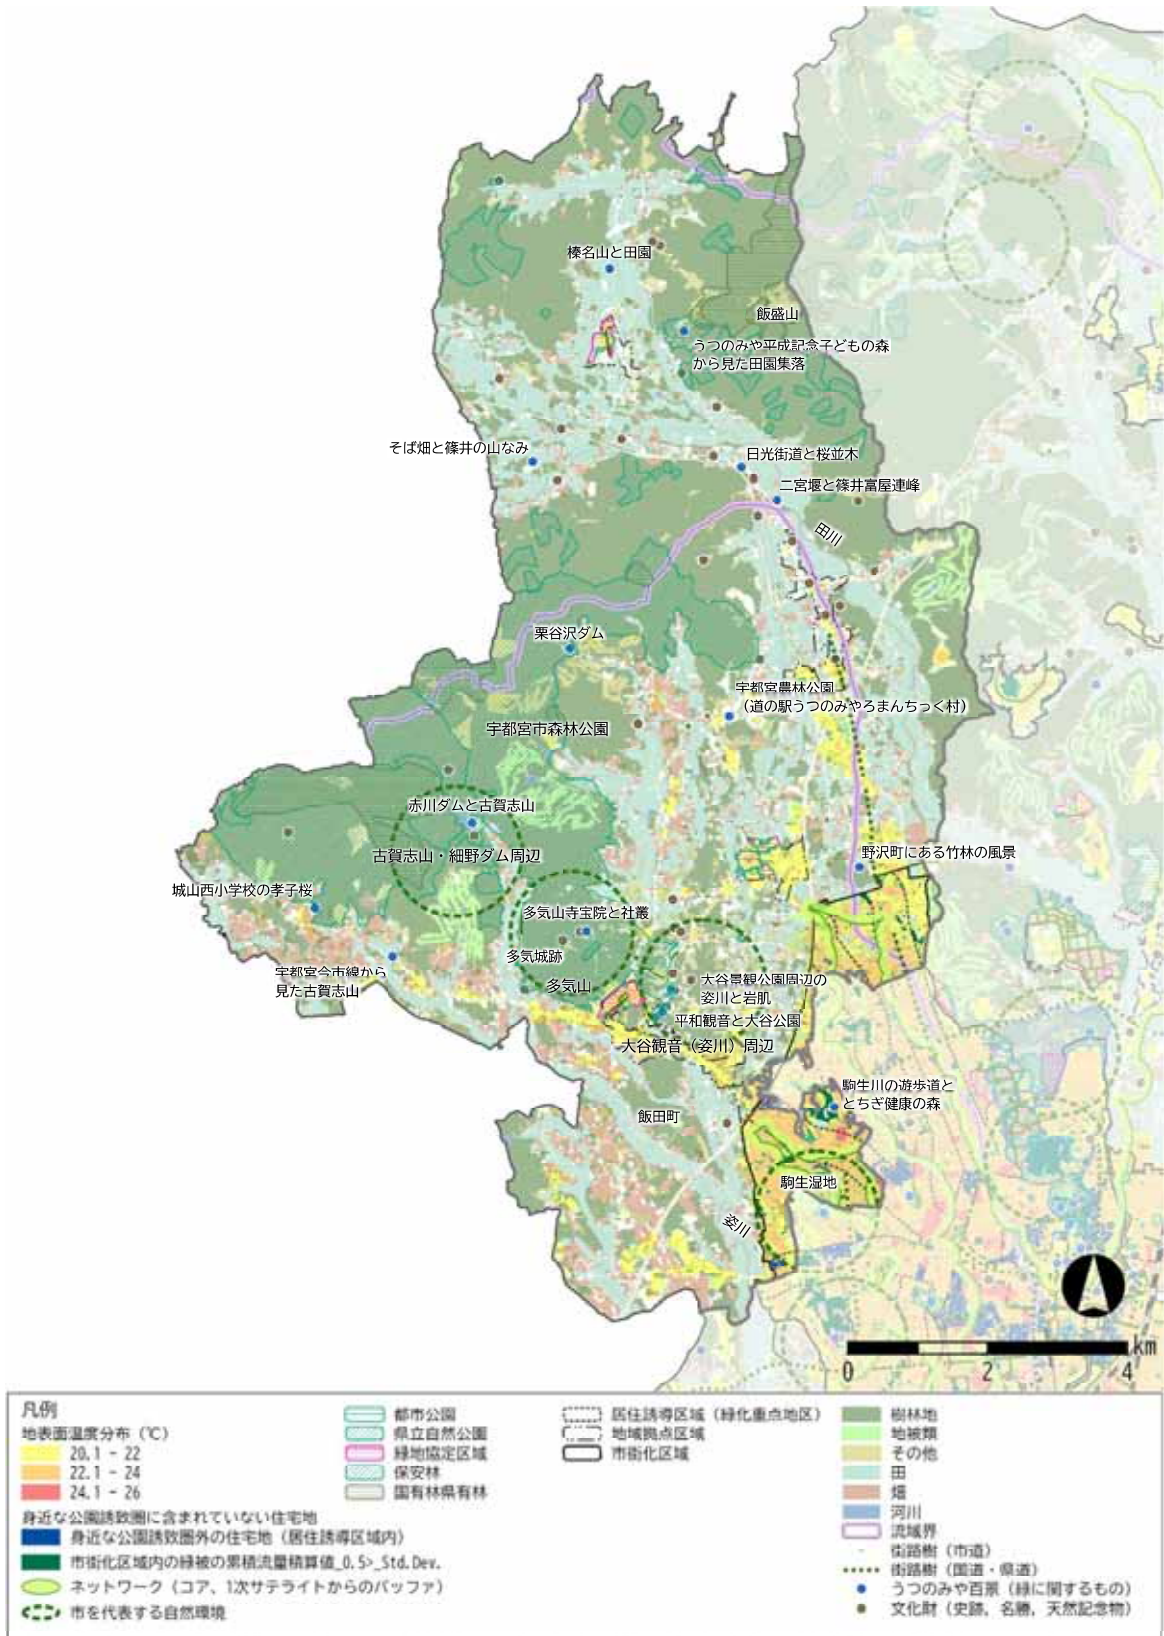 榛名山と田園
飯盛山
うつのみや平成記念子どもの森
から見た田園集落
そば畑と篠井の山なみ
日光街道と桜並木
二宮堰と篠井富屋連峰
田川
栗谷沢ダム
宇都宮農林公園
（道の駅うつのみやろまんちっく村）
宇都宮市森林公園
赤川ダムと古賀志山
古賀志山・細野ダム周辺
野沢町にある竹林の風景
城山西小学校の孝子桜
多気山寺宝院と社叢
多気城跡
多気山
宇都宮今市線から
見た古賀志山
大谷景観公園周辺の
姿川と岩肌
平和観音と大谷公園
大谷観音（姿川）周辺
駒生川の遊歩道と
とちぎ健康の森
飯田町
駒生湿地
姿川
km
0 2 4
凡例
地表面温度分布（℃）
20.1 - 22
22.1 - 24
24.1 - 26
身近な公園誘致圏に含まれていない住宅地
身近な公園誘致圏外の住宅地（居住誘導区域内）
市街化区域内の緑被の累積流量積算値_0.5>_Std.Dev.
ネットワーク（コア、1次サテライトからのバッファ）
市を代表する自然環境
都市公園
県立自然公園
緑地協定区域
保安林
国有林県有林
居住誘導区域（緑化重点地区）
地域拠点区域
市街化区域
樹林地
地被類
その他
田
畑
河川
流域界
街路樹（市道）
街路樹（国道・県道）
うつのみや百景（緑に関するもの）
文化財（史跡、名勝、天然記念物）